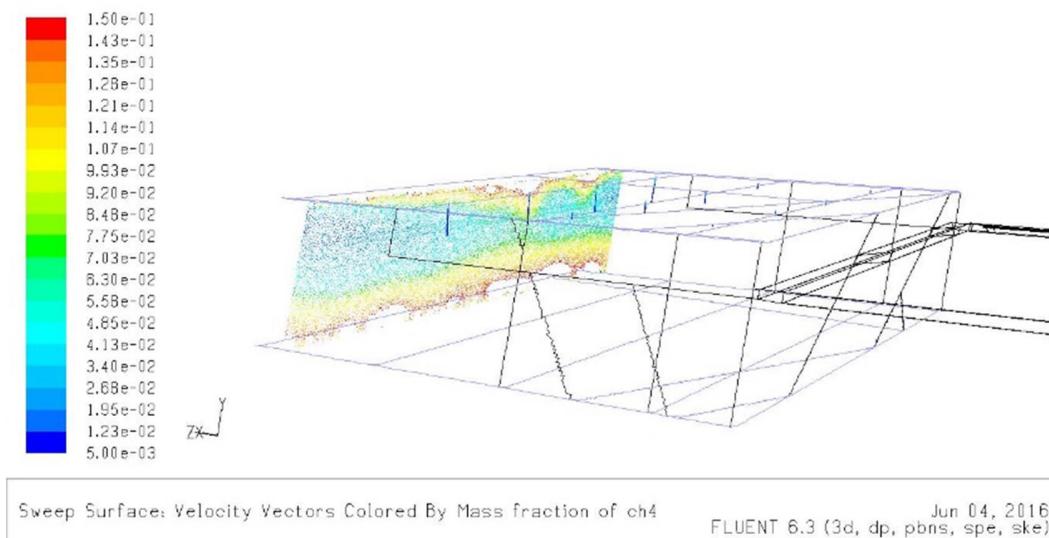 1.50e-01
1.43e-01
1.35e-01
1.28e-01
1.21e-01
1.14e-01
1.07e-01
9.93e-02
9.20e-02
8.48e-02
7.75e-02
7.03e-02
6.30e-02
5.58e-02
4.85e-02
4.13e-02
3.40e-02
2.68e-02
1.95e-02
1.23e-02
5.00e-03
Y
ZX
Sweep Surface: Velocity Vectors Colored By Mass fraction of ch4
Jun 04, 2016
FLUENT 6.3 (3d, dp, pbns, spe, ske)